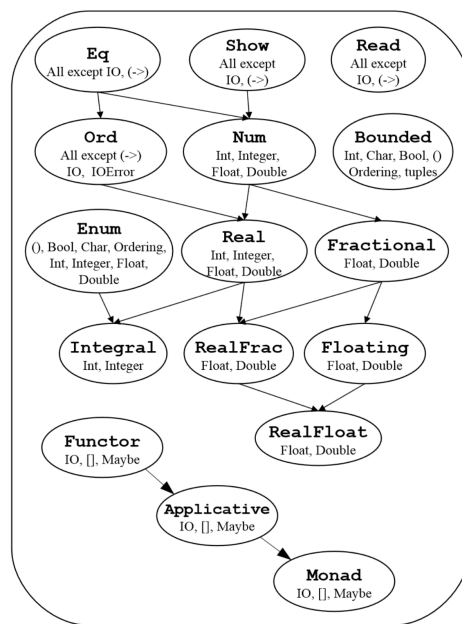 Eq
All except IO, (->)
Show
All except
IO, (->)
Read
All except
IO, (->)
Ord
All except (->)
IO, IOError
Num
Int, Integer,
Float, Double
Bounded
Int, Char, Bool, ()
Ordering, tuples
Enum
(), Bool, Char, Ordering,
Int, Integer, Float,
Double
Real
Int, Integer,
Float, Double
Fractional
Float, Double
Integral
Int, Integer
RealFrac
Float, Double
Floating
Float, Double
RealFloat
Float, Double
Functor
IO, [], Maybe
Applicative
IO, [], Maybe
Monad
IO, [], Maybe